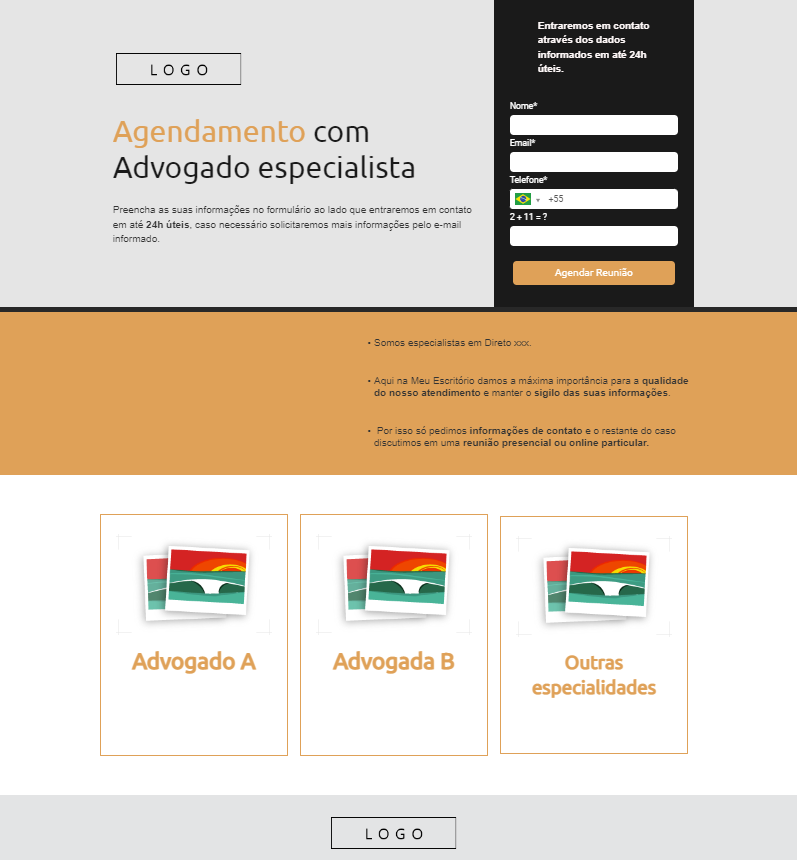 LOGO
Agendamento com
Advogado especialista
Preencha as suas informações no formulário ao lado que entraremos em contato
em até 24h úteis, caso necessário solicitaremos mais informações pelo e-mail
informado.
Entraremos em contato
através dos dados
informados em até 24h
úteis.
Nome*
Email*
Telefone*
+55
2 + 11 = ?
Agendar Reunião
• Somos especialistas em Direto xxx.
• Aqui na Meu Escritório damos a máxima importância para a qualidade
do nosso atendimento e manter o sigilo das suas informações.
• Por isso só pedimos informações de contato e o restante do caso
discutimos em uma reunião presencial ou online particular.
Advogado A
Advogada B
Outras
especialidades
LOGO